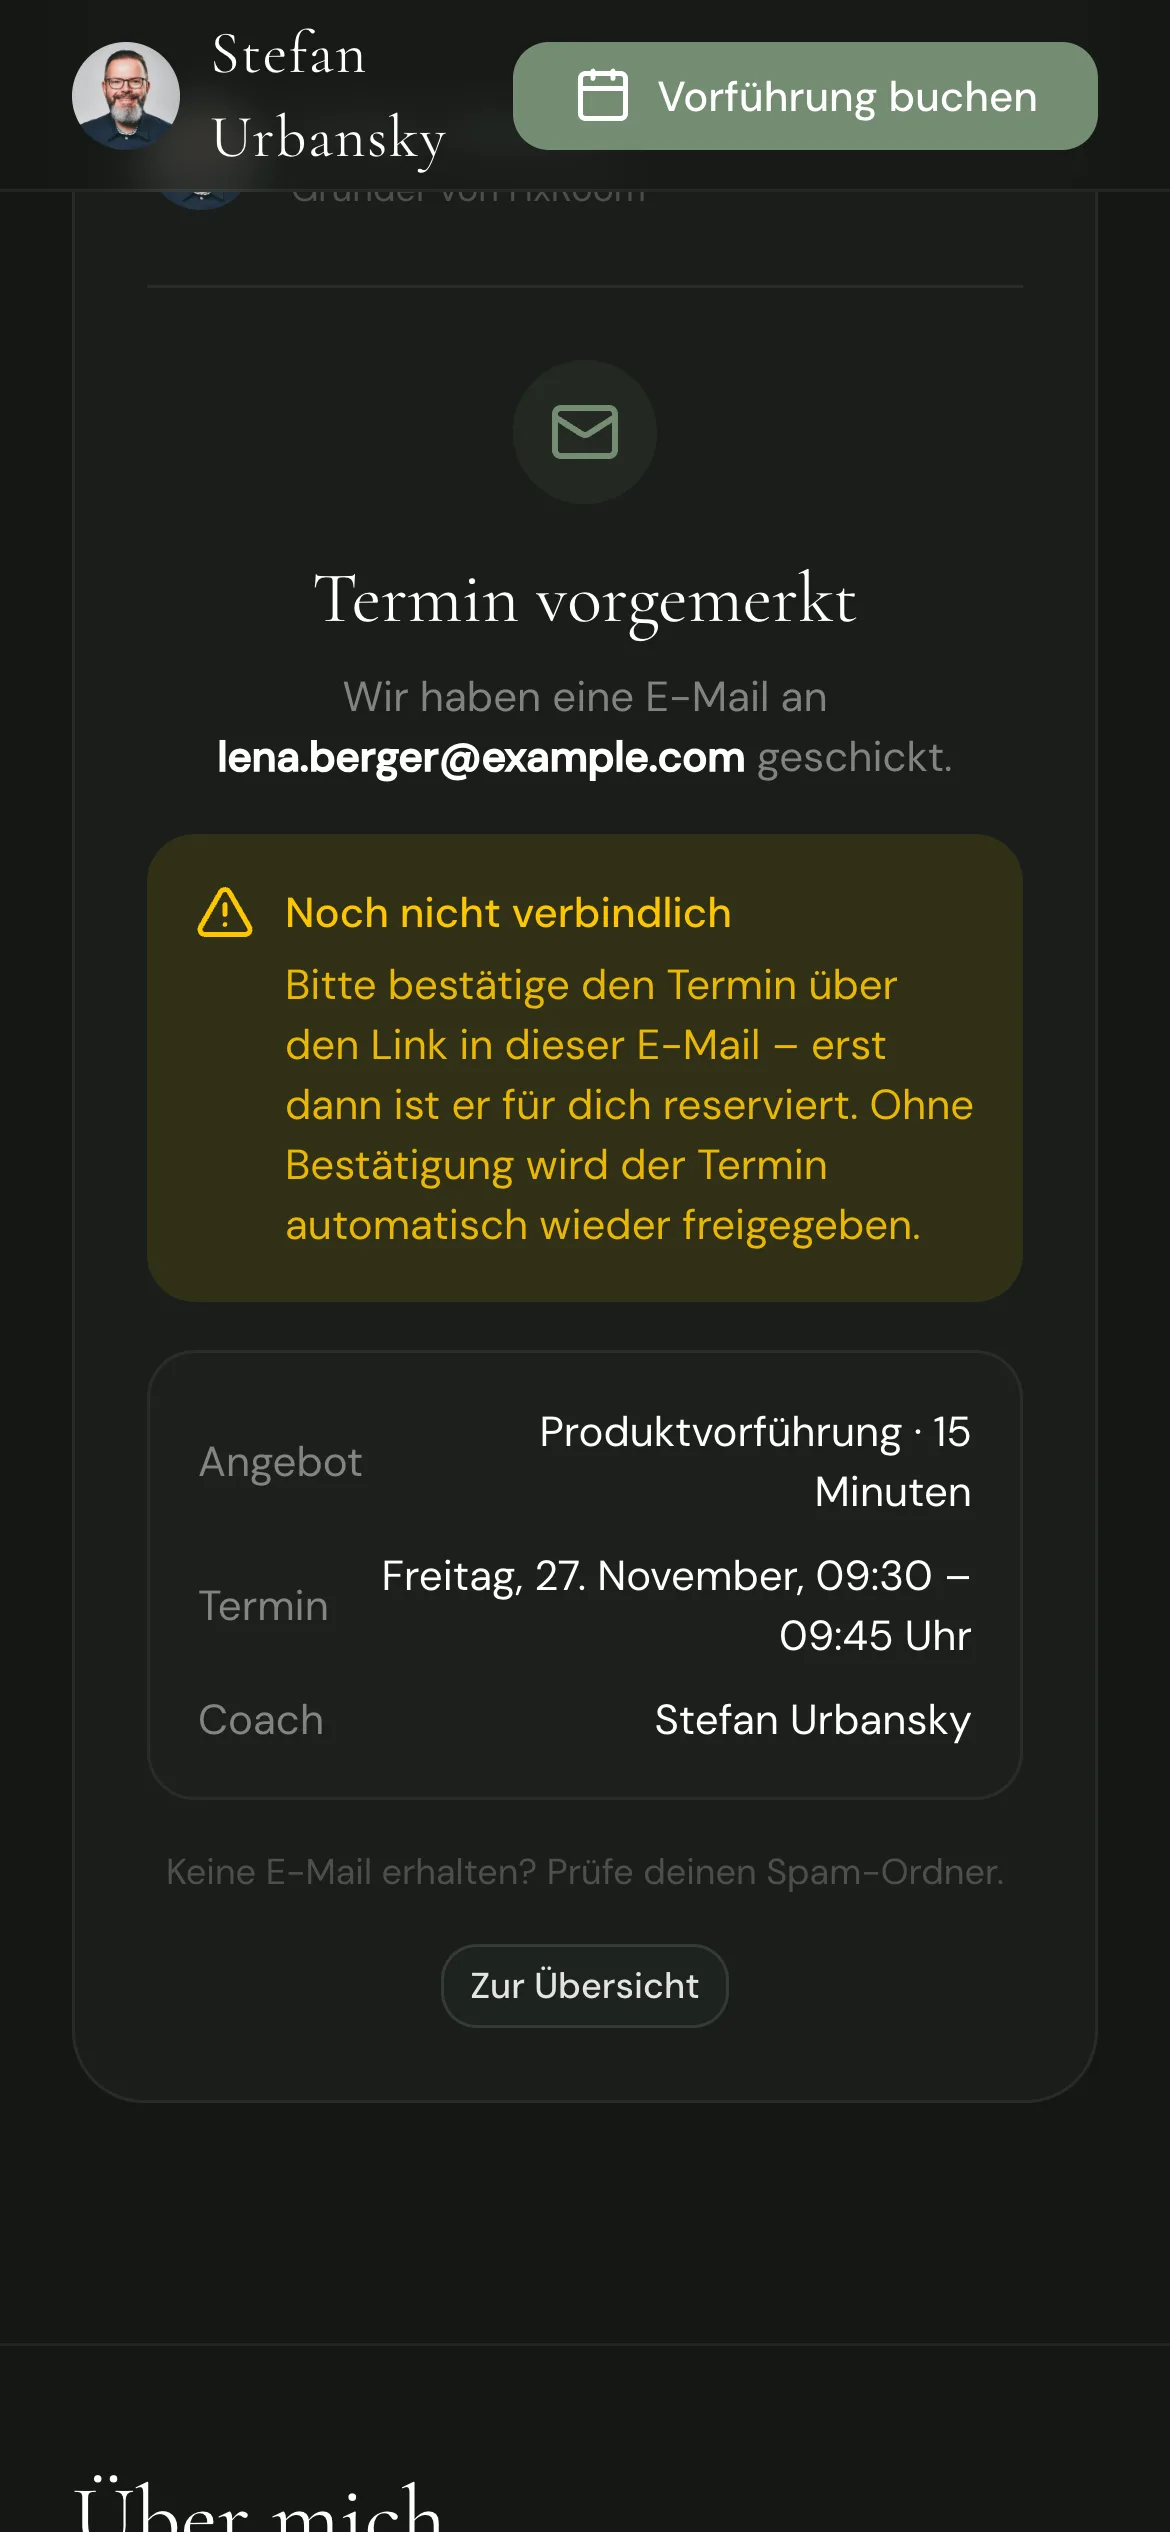 Stefan
Urbansky
Vorführung buchen
Gründer von FixRoom
Termin vorgemerkt
Wir haben eine E-Mail an
lena.berger@example.com geschickt.
Noch nicht verbindlich
Bitte bestätige den Termin über
den Link in dieser E-Mail – erst
dann ist er für dich reserviert. Ohne
Bestätigung wird der Termin
automatisch wieder freigegeben.
Angebot
Produktvorführung · 15
Minuten
Termin
Freitag, 27. November, 09:30 –
09:45 Uhr
Coach
Stefan Urbansky
Keine E-Mail erhalten? Prüfe deinen Spam-Ordner.
Zur Übersicht
Über mich